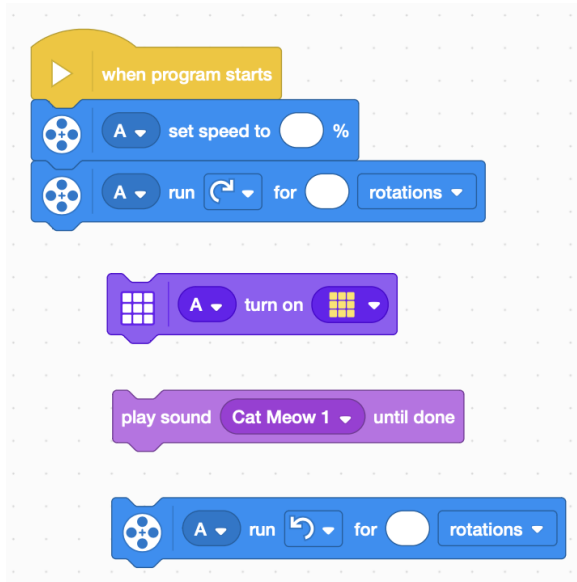 when program starts
A set speed to %
A run for rotations
A turn on
play sound Cat Meow 1 until done
A run for rotations